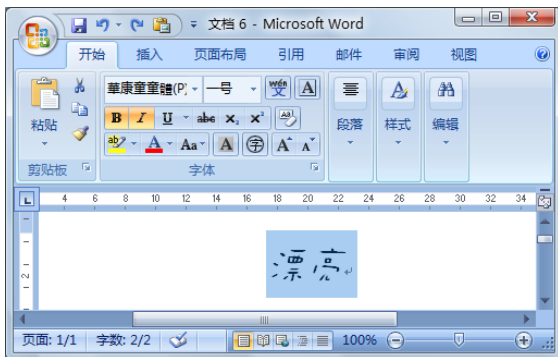 文档 6 - Microsoft Word
开始 插入 页面布局 引用 邮件 审阅 视图
華康童童體(P) 一号 wén 变 A
粘贴 B I U abe x₂ x² Aa
ab A Aa A 字 A A
段落 样式 编辑
剪贴板 字体
L 4 6 8 10 12 14 16 18 20 22 24 26 28 30 32 34
2
漂亮
页面: 1/1 字数: 2/2 100%